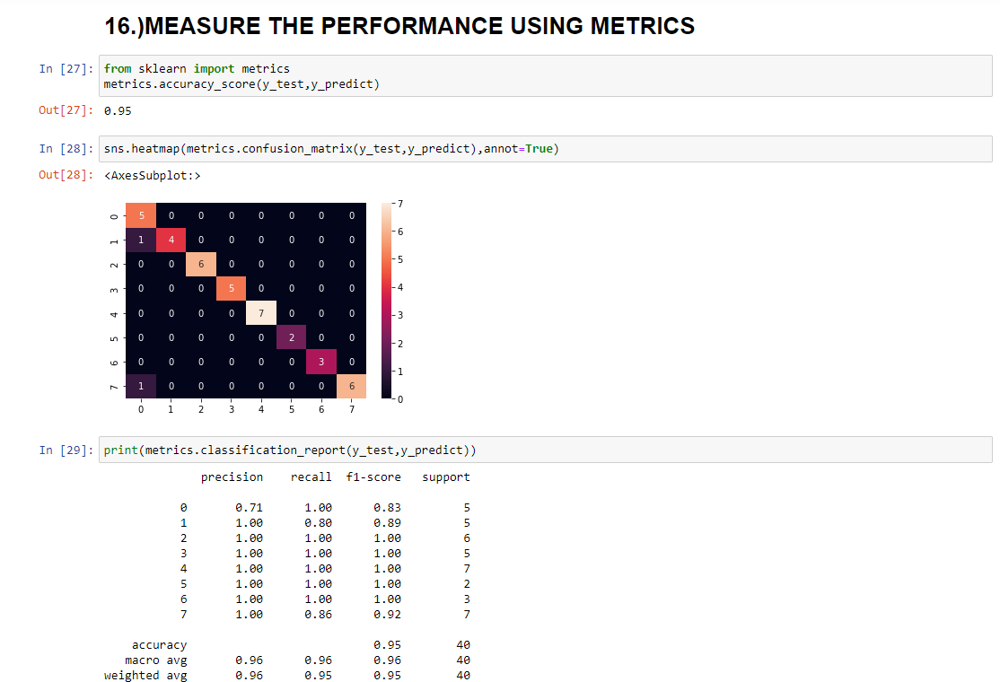 16.)MEASURE THE PERFORMANCE USING METRICS
In [27]: from sklearn import metrics
metrics.accuracy_score(y_test,y_predict)
Out[27]: 0.95
In [28]: sns.heatmap(metrics.confusion_matrix(y_test,y_predict),annot=True)
Out[28]: <AxesSubplot:>
0 5 0 0 0 0 0 0 0
1 1 4 0 0 0 0 0 0
2 0 0 6 0 0 0 0 0
3 0 0 0 5 0 0 0 0
4 0 0 0 0 7 0 0 0
5 0 0 0 0 0 2 0 0
6 0 0 0 0 0 0 3 0
7 1 0 0 0 0 0 0 6
0 1 2 3 4 5 6 7
7
6
5
4
3
2
1
0
In [29]: print(metrics.classification_report(y_test,y_predict))
precision recall f1-score support
0 0.71 1.00 0.83 5
1 1.00 0.80 0.89 5
2 1.00 1.00 1.00 6
3 1.00 1.00 1.00 5
4 1.00 1.00 1.00 7
5 1.00 1.00 1.00 2
6 1.00 1.00 1.00 3
7 1.00 0.86 0.92 7
accuracy 0.95 40
macro avg 0.96 0.96 0.96 40
weighted avg 0.96 0.95 0.95 40